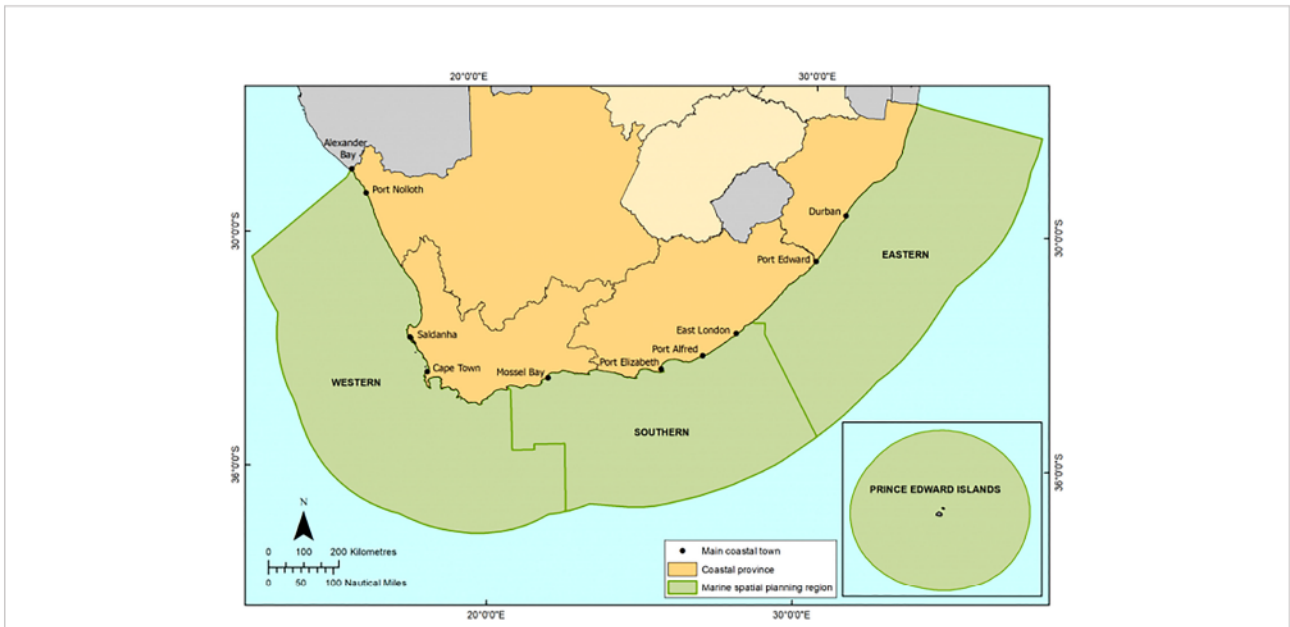 20°0'0"E
30°0'0"E
Alexander
Bay
Port Nolloth
Durban
30°0'0"S
30°0'0"S
EASTERN
Port Edward
East London
Saldanha
Port Alfred
Port Elizabeth
Cape Town
Mossel Bay
WESTERN
SOUTHERN
36°0'0"S
36°0'0"S
PRINCE EDWARD ISLANDS
N
0 100 200 Kilometres
0 50 100 Nautical Miles
Main coastal town
Coastal province
Marine spatial planning region
20°0'0"E
30°0'0"E